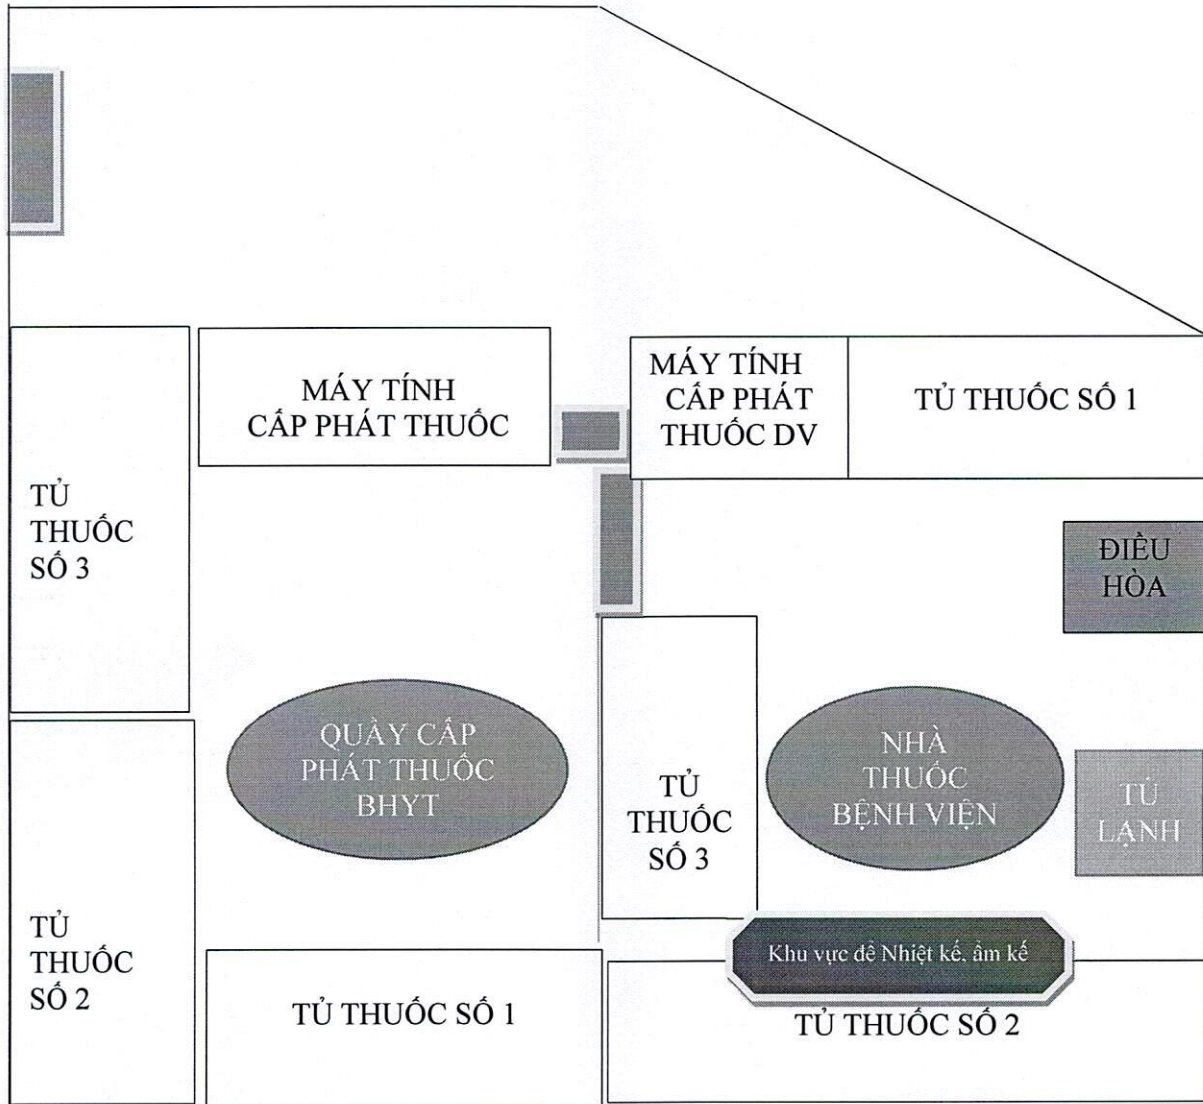 MÁY TÍNH
CẤP PHÁT THUỐC
MÁY TÍNH
CẤP PHÁT
THUỐC DV
TỦ THUỐC SỐ 1
TỦ
THUỐC
SỐ 3
ĐIỀU
HÒA
QUẦY CẤP
PHÁT THUỐC
BHYT
TỦ
THUỐC
SỐ 3
NHÀ
THUỐC
BỆNH VIỆN
TỦ
LẠNH
TỦ
THUỐC
SỐ 2
TỦ THUỐC SỐ 1
Khu vực để Nhiệt kế, ẩm kế
TỦ THUỐC SỐ 2